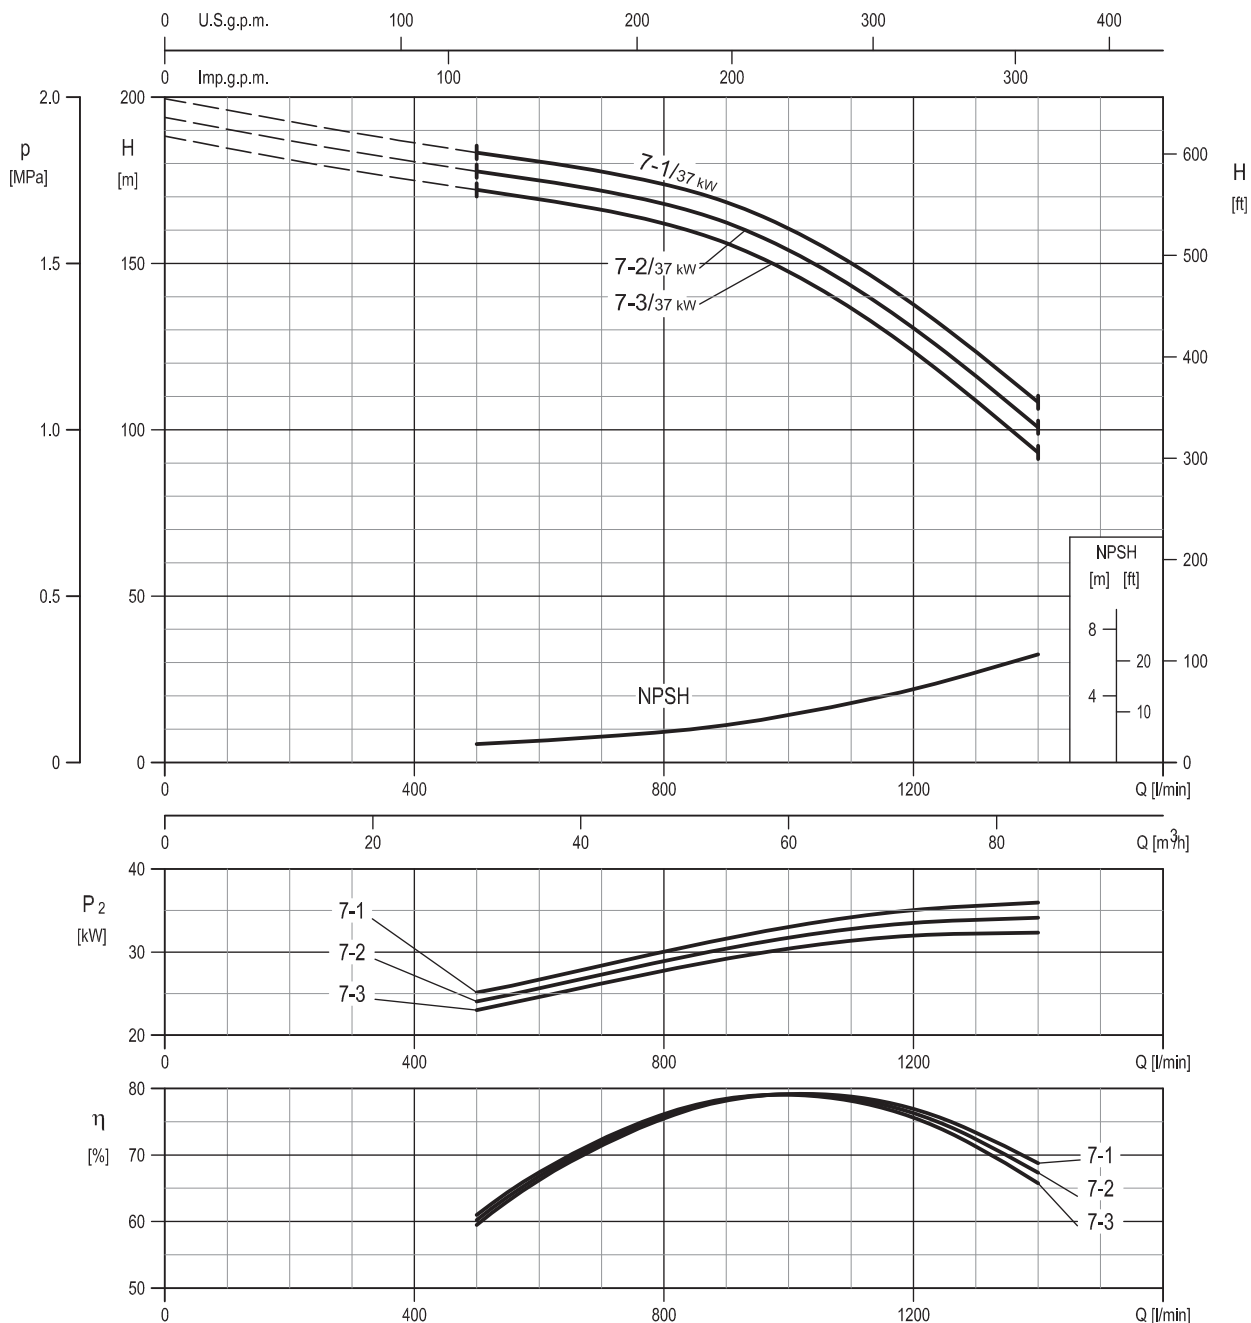 0 U.S.g.p.m. 100 200 300 400
0 Imp.g.p.m. 100 200 300
2.0 200
p H
[MPa] [m]
7-1/37 kW
600
H
[ft]
1.5 150
500
7-2/37 kW
7-3/37 kW
400
1.0 100
300
NPSH
[m] [ft]
200
0.5 50
8
20
100
NPSH
4
10
0 0 0
0 400 800 1200 Q [l/min]
0 20 40 60 80 Q [m³h]
40
P2
[kW]
7-1
30
7-2
7-3
20
0 400 800 1200 Q [l/min]
80
η
[%]
70
7-1
7-2
60
7-3
50
0 400 800 1200 Q [l/min]